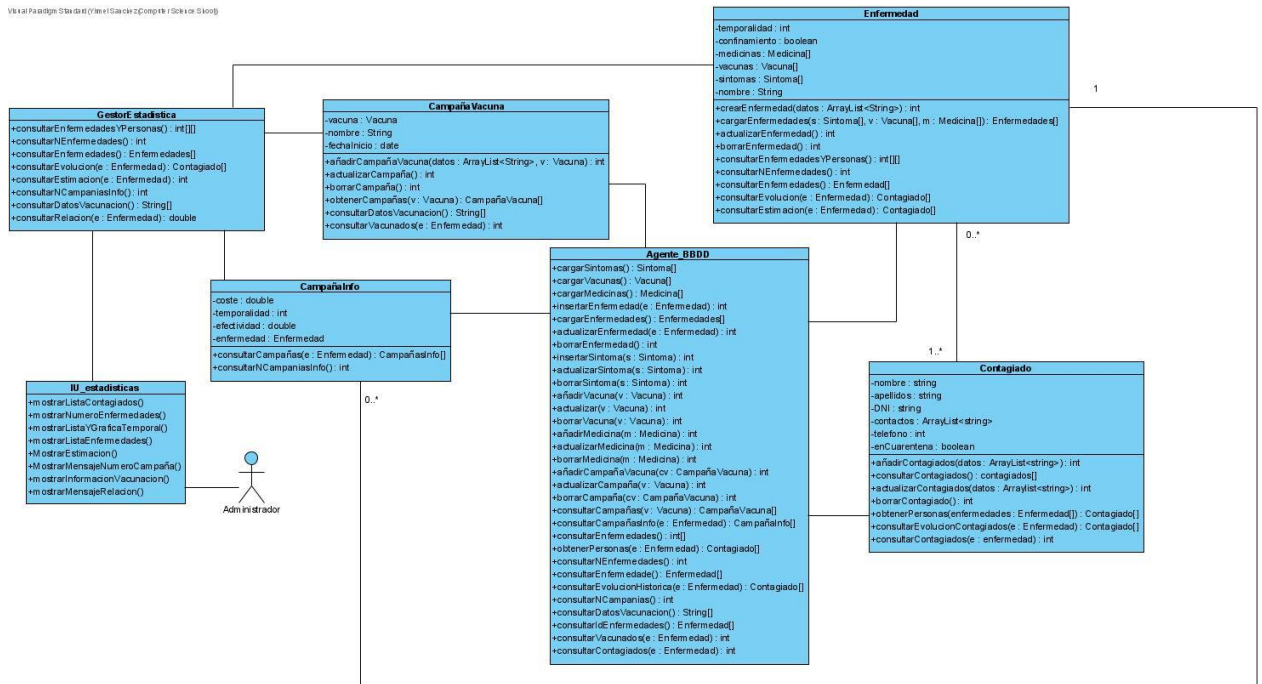 Visual Paradigm Standard (Yimel Sanchez(Computer Science School))
Enfermedad
-temporalidad : int
-confinamiento : boolean
-medicinas : Medicina[]
-vacunas : Vacuna[]
-sintomas : Sintoma[]
-nombre : String
+crearEnfermedad(datos : ArrayList<String>) : int
+cargarEnfermedades(s : Sintoma[], v : Vacuna[], m : Medicina[]) : Enfermedades[]
+actualizarEnfermedad() : int
+borrarEnfermedad() : int
+consultarEnfermedadesYPersonas() : int[][]
+consultarNEnfermedades() : int
+consultarEnfermedades() : Enfermedad[]
+consultarEvolucion(e : Enfermedad) : Contagiado[]
+consultarEstimacion(e : Enfermedad) : Contagiado[]
1
0..*
GestorEstadistica
+consultarEnfermedadesYPersonas() : int[][]
+consultarNEnfermedades() : int
+consultarEnfermedades() : Enfermedades[]
+consultarEvolucion(e : Enfermedad) : Contagiado[]
+consultarEstimacion(e : Enfermedad) : int
+consultarNCampaniasInfo() : int
+consultarDatosVacunacion() : String[]
+consultarRelacion(e : Enfermedad) : double
CampañaVacuna
-vacuna : Vacuna
-nombre : String
-fechaInicio : date
+añadirCampañaVacuna(datos : ArrayList<String>, v : Vacuna) : int
+actualizarCampaña() : int
+borrarCampaña() : int
+obtenerCampañas(v : Vacuna) : CampañaVacuna[]
+consultarDatosVacunacion() : String[]
+consultarVacunados(e : Enfermedad) : int
CampañaInfo
-coste : double
-temporalidad : int
-efectividad : double
-enfermedad : Enfermedad
+consultarCampañas(e : Enfermedad) : CampañasInfo[]
+consultarNCampaniasInfo() : int
0..*
Agente_BBDD
+cargarSintomas() : Sintoma[]
+cargarVacunas() : Vacuna[]
+cargarMedicinas() : Medicina[]
+insertarEnfermedad(e : Enfermedad) : int
+cargarEnfermedades() : Enfermedades[]
+actualizarEnfermedad(e : Enfermedad) : int
+borrarEnfermedad() : int
+insertarSintoma(s : Sintoma) : int
+actualizarSintoma(s : Sintoma) : int
+borrarSintoma(s : Sintoma) : int
+añadirVacuna(v : Vacuna) : int
+actualizar(v : Vacuna) : int
+borrarVacuna(v : Vacuna) : int
+añadirMedicina(m : Medicina) : int
+actualizarMedicina(m : Medicina) : int
+borrarMedicina(m : Medicina) : int
+añadirCampañaVacuna(cv : CampañaVacuna) : int
+actualizarCampaña(v : Vacuna) : int
+borrarCampaña(cv : CampañaVacuna) : int
+consultarCampañas(v : Vacuna) : CampañaVacuna[]
+consultarCampañasInfo(e : Enfermedad) : CampañaInfo[]
+consultarEnfermedades() : int[]
+obtenerPersonas(e : Enfermedad) : Contagiado[]
+consultarNEnfermedades() : int
+consultarEnfermedade() : Enfermedad[]
+consultarEvolucionHistorica(e : Enfermedad) : Contagiado[]
+consultarNCampanias() : int
+consultarDatosVacunacion() : String[]
+consultarIdEnfermedades() : Enfermedad[]
+consultarVacunados(e : Enfermedad) : int
+consultarContagiados(e : Enfermedad) : int
1..*
Contagiado
-nombre : string
-apellidos : string
-DNI : string
-contactos : ArrayList<string>
-telefono : int
-enCuarentena : boolean
+añadirContagiados(datos : ArrayList<string>) : int
+consultarContagiados() : contagiados[]
+actualizarContagiados(datos : Arraylist<string>) : int
+borrarContagiado() : int
+obtenerPersonas(enfermedades : Enfermedad[]) : Contagiado[]
+consultarEvolucionContagiados(e : Enfermedad) : Contagiado[]
+consultarContagiados(e : enfermedad) : int
IU_estadisticas
+mostrarListaContagiados()
+mostrarNumeroEnfermedades()
+mostrarListaYGraficaTemporal()
+mostrarListaEnfermedades()
+MostrarEstimacion()
+MostrarMensajeNumeroCampaña()
+mostrarInformacionVacunacion()
+mostrarMensajeRelacion()
Administrador